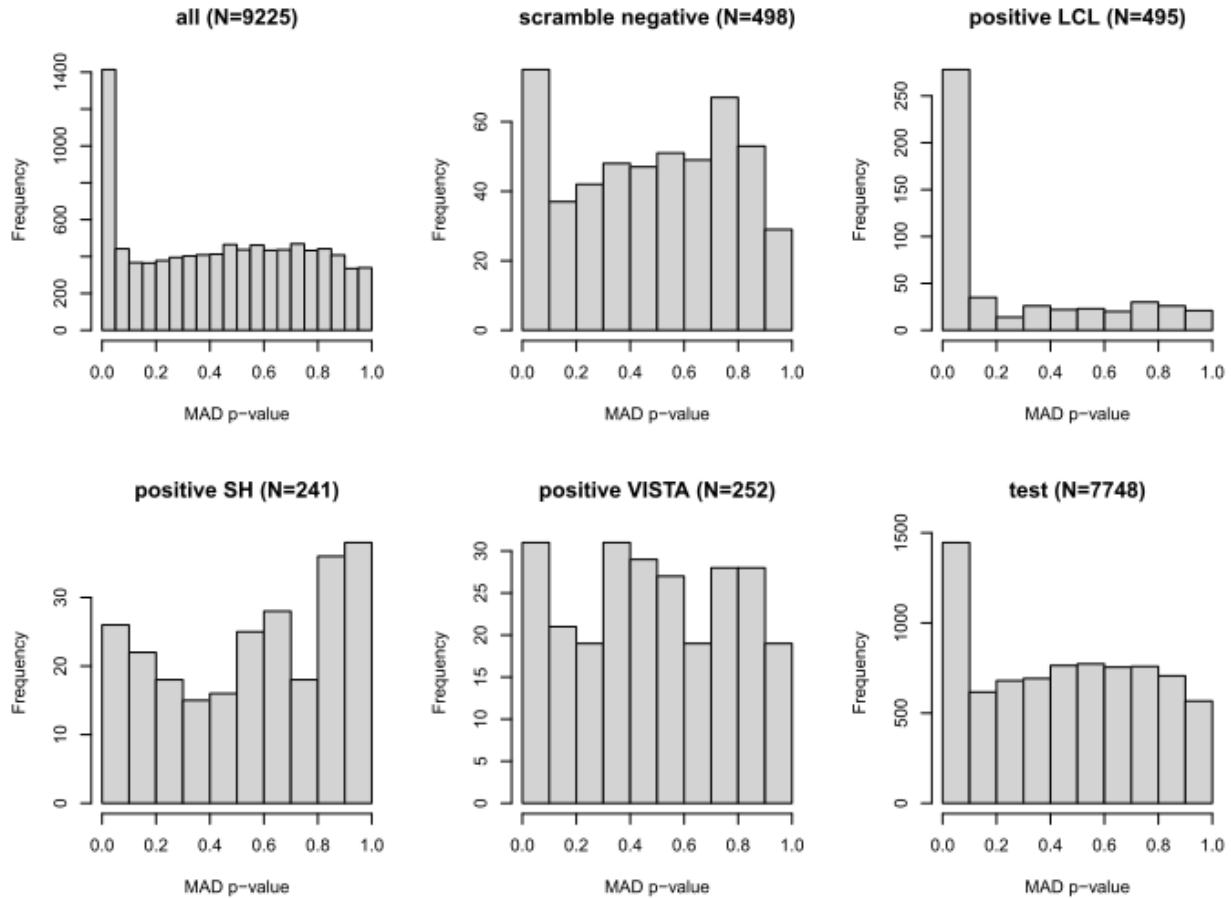 all (N=9225)
Frequency
0 200 600 1000 1400
0.0 0.2 0.4 0.6 0.8 1.0
MAD p-value
scramble negative (N=498)
Frequency
0 20 40 60
0.0 0.2 0.4 0.6 0.8 1.0
MAD p-value
positive LCL (N=495)
Frequency
0 50 100 150 200 250
0.0 0.2 0.4 0.6 0.8 1.0
MAD p-value
positive SH (N=241)
Frequency
0 10 20 30
0.0 0.2 0.4 0.6 0.8 1.0
MAD p-value
positive VISTA (N=252)
Frequency
0 5 10 15 20 25 30
0.0 0.2 0.4 0.6 0.8 1.0
MAD p-value
test (N=7748)
Frequency
0 500 1000 1500
0.0 0.2 0.4 0.6 0.8 1.0
MAD p-value